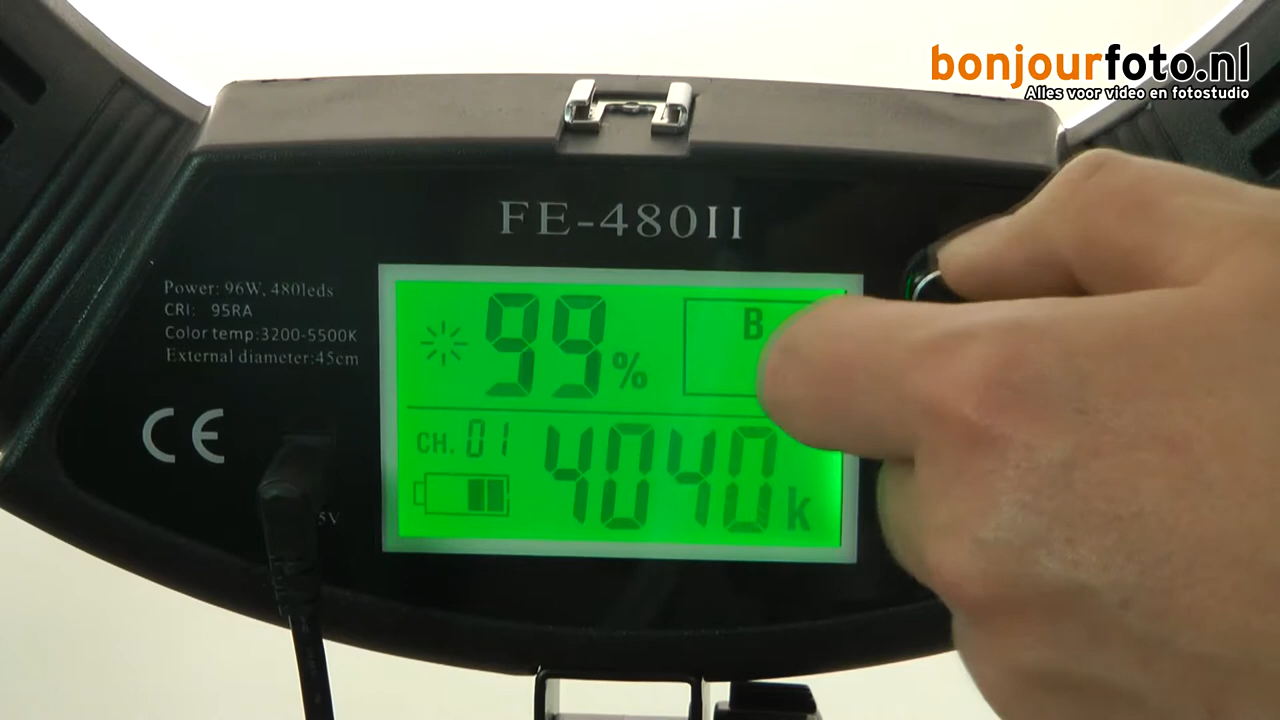 bonjourfoto.nl
Alles voor video en fotostudio
FE-480II
Power: 96W, 480leds
CRI: 95RA
Color temp:3200-5500K
External diameter:45cm
CE
5V
99%
B
CH. 01
4040k